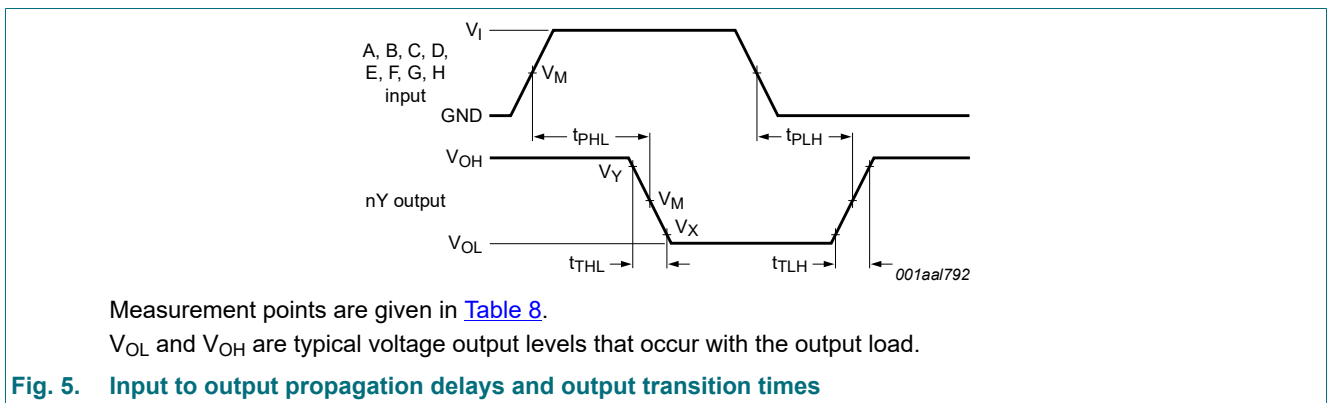 V_I
A, B, C, D,
E, F, G, H
input
V_M
GND
t_PHL
t_PLH
V_OH
V_Y
nY output
V_M
V_X
V_OL
t_THL
t_TLH
001aal792
Measurement points are given in Table 8.
V_OL and V_OH are typical voltage output levels that occur with the output load.
Fig. 5. Input to output propagation delays and output transition times